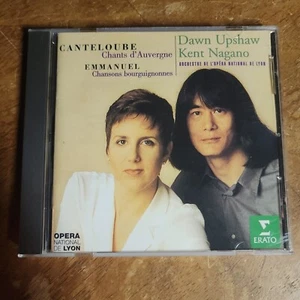 CANTELOUBE
Chants d'Auvergne
EMMANUEL
Chansons bourguignonnes
Dawn Upshaw
Kent Nagano
ORCHESTRE DE L'OPÉRA NATIONAL DE LYON
OPERA
NATIONAL
DE LYON
ERATO